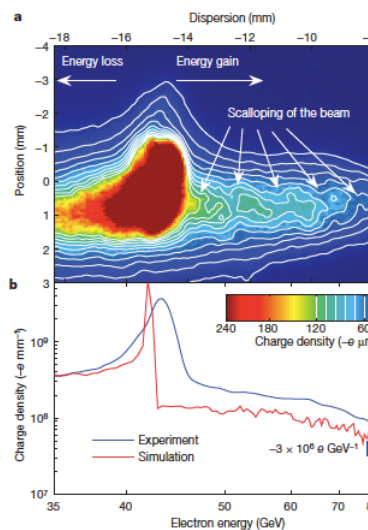 Dispersion (mm)
a
−18 −16 −14 −12 −10
−4
Energy loss Energy gain
−3
−2
Scalloping of the beam
−1
Position (mm)
0
1
2
b
3
240 180 120 60
Charge density (−e
10⁹
Charge density (−e mm⁻¹)
10⁸
Experiment
Simulation
−3 × 10⁶ e GeV⁻¹
10⁷
35 40 50 60 70
Electron energy (GeV)